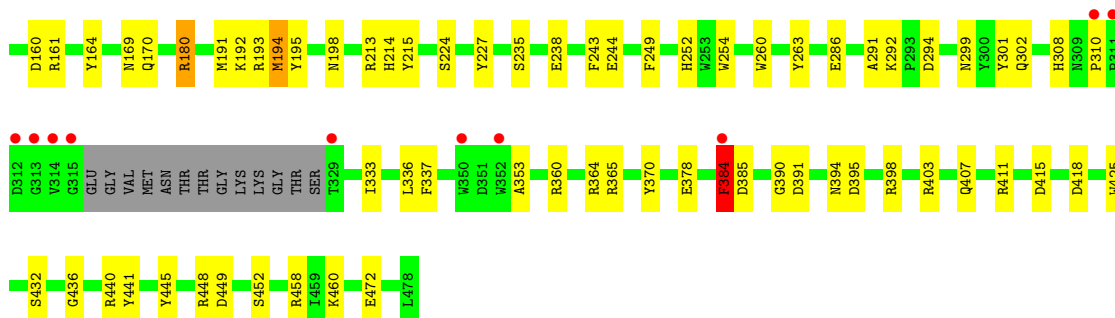 D160 R161 Y164 N169 Q170 R180 M191 K192 R193 M194 Y195 N198 R213 H214 Y215 S224 Y227 S235 E238 F243 E244 F249 H252 W253 W254 W260 Y263 E286 A291 K292 P293 D294 N299 Y300 Y301 Q302 H308 N309 P310
D312 G313 V314 G315 GLU GLY VAL MET ASN THR THR GLY LYS LYS GLY THR SER T329 I333 L336 F337 W350 D351 W352 A353 R360 R364 R365 Y370 E378 F384 D385 G390 D391 N394 D395 R398 R403 Q407 R411 D415 D418
S432 G436 R440 Y441 Y445 R448 D449 S452 R458 I459 K460 E472 L478